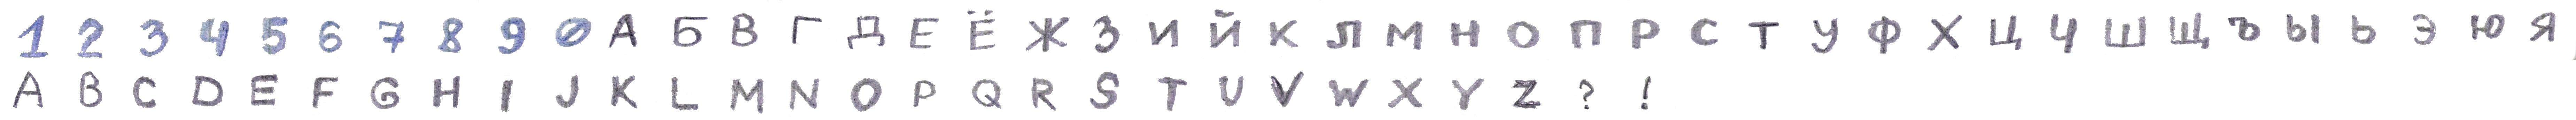 1 2 3 4 5 6 7 8 9 0 А Б В Г Д Е Ё Ж З И Й К Л М Н О П Р С Т У Ф Х Ц Ч Ш Щ Ъ Ы Ь Э Ю Я
A B C D E F G H I J K L M N O P Q R S T U V W X Y Z ? !